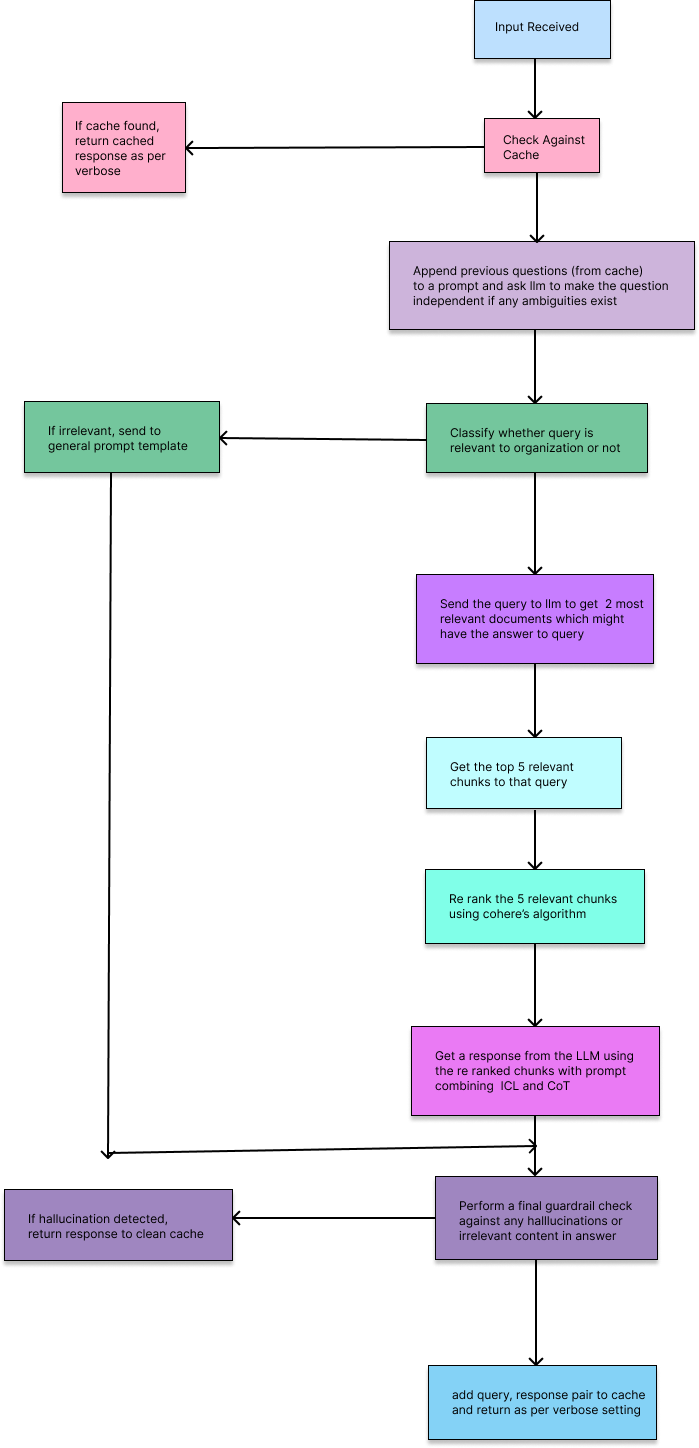 Input Received
If cache found,
return cached
response as per
verbose
Check Against
Cache
Append previous questions (from cache)
to a prompt and ask llm to make the question
independent if any ambiguities exist
If irrelevant, send to
general prompt template
Classify whether query is
relevant to organization or not
Send the query to llm to get  2 most
relevant documents which might
have the answer to query
Get the top 5 relevant
chunks to that query
Re rank the 5 relevant chunks
using cohere's algorithm
Get a response from the LLM using
the re ranked chunks with prompt
combining  ICL and CoT
If hallucination detected,
return response to clean cache
Perform a final guardrail check
against any halllucinations or
irrelevant content in answer
add query, response pair to cache
and return as per verbose setting